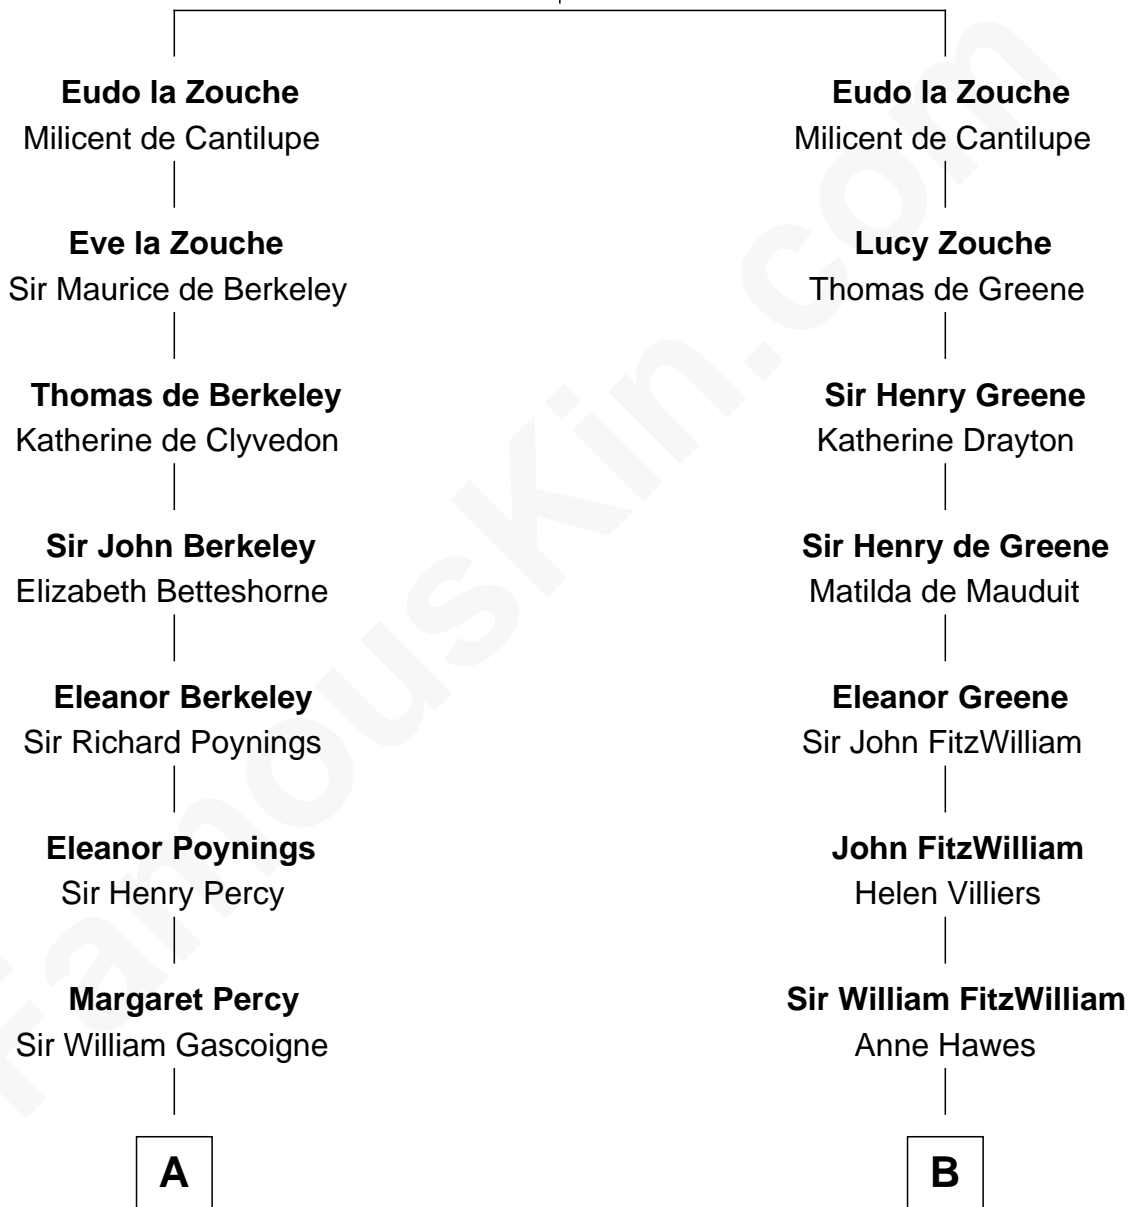 Eudo la Zouche
Milicent de Cantilupe
Eve la Zouche
Sir Maurice de Berkeley
Thomas de Berkeley
Katherine de Clyvedon
Sir John Berkeley
Elizabeth Betteshorne
Eleanor Berkeley
Sir Richard Poynings
Eleanor Poynings
Sir Henry Percy
Margaret Percy
Sir William Gascoigne
A
Eudo la Zouche
Milicent de Cantilupe
Lucy Zouche
Thomas de Greene
Sir Henry Greene
Katherine Drayton
Sir Henry de Greene
Matilda de Mauduit
Eleanor Greene
Sir John FitzWilliam
John FitzWilliam
Helen Villiers
Sir William FitzWilliam
Anne Hawes
B
FamousKin.com